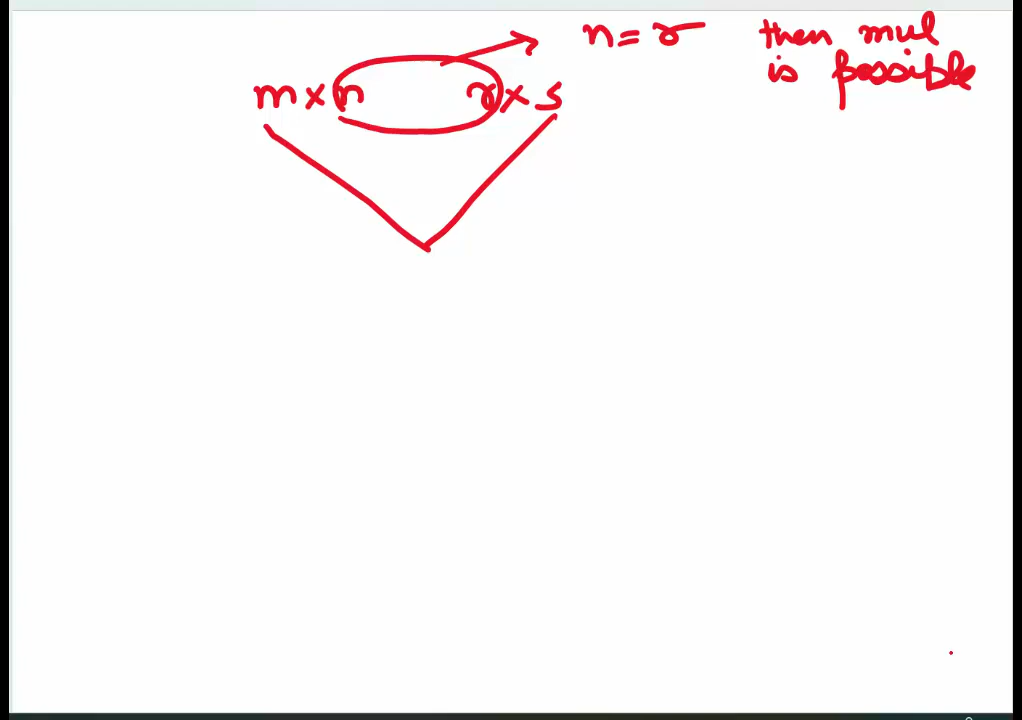 n = r then mul
is possible
m × n r × s